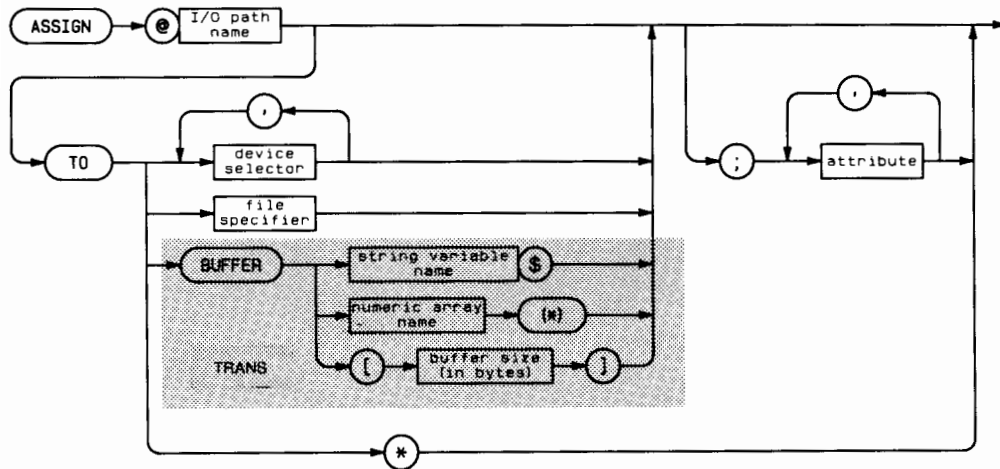 ASSIGN @ I/O path
name
,
,
TO device
selector
; attribute
file
specifier
BUFFER string variable
name $
numeric array
name (*)
TRANS [ buffer size
(in bytes) ]
*